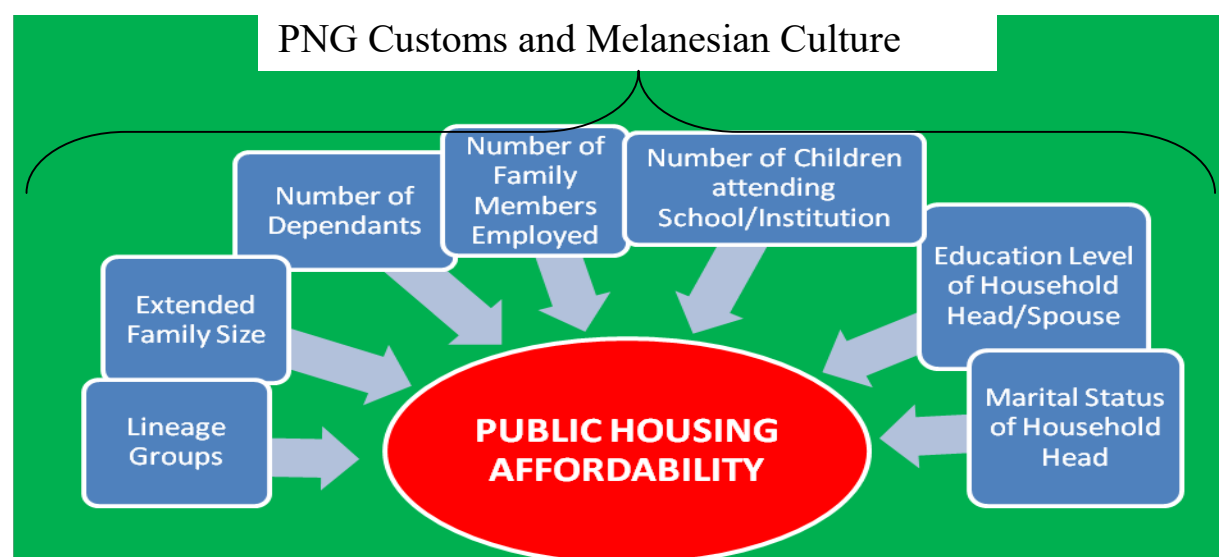 PNG Customs and Melanesian Culture
Lineage
Groups
Extended
Family Size
Number of
Dependants
Number of
Family
Members
Employed
Number of Children
attending
School/Institution
Education Level
of Household
Head/Spouse
Marital Status
of Household
Head
PUBLIC HOUSING
AFFORDABILITY